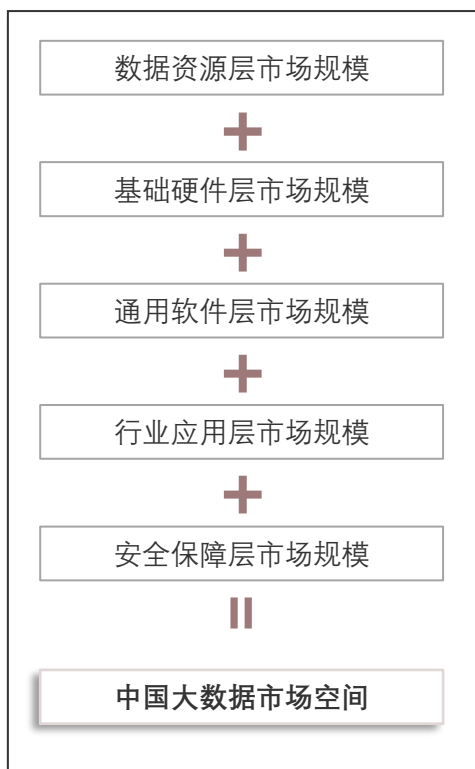 数据资源层市场规模
+
基础硬件层市场规模
+
通用软件层市场规模
+
行业应用层市场规模
+
安全保障层市场规模
=
中国大数据市场空间